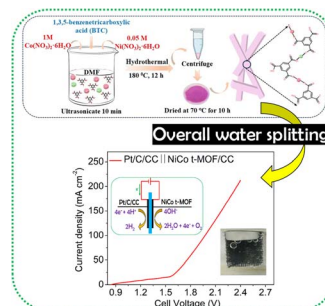 1,3,5-benzenetricarboxylic
acid (BTC)
1M
Co(NO₃)₂·6H₂O
0.05 M
Ni(NO₃)₂·6H₂O
DMF
Ultrasonicate 10 min
Hydrothermal
180 ⁰C, 12 h
Centrifuge
Dried at 70 ⁰C for 10 h
Overall water splitting
Pt/C/CC || NiCo t-MOF/CC
Pt/C/CC
NiCo t-MOF
4e⁻+ 4H⁺
4OH⁻
2H₂
2H₂O + 4e⁻ + O₂
Current density (mA cm⁻²)
250
200
150
100
50
0
0.9 1.2 1.5 1.8 2.1 2.4 2.7
Cell Voltage (V)